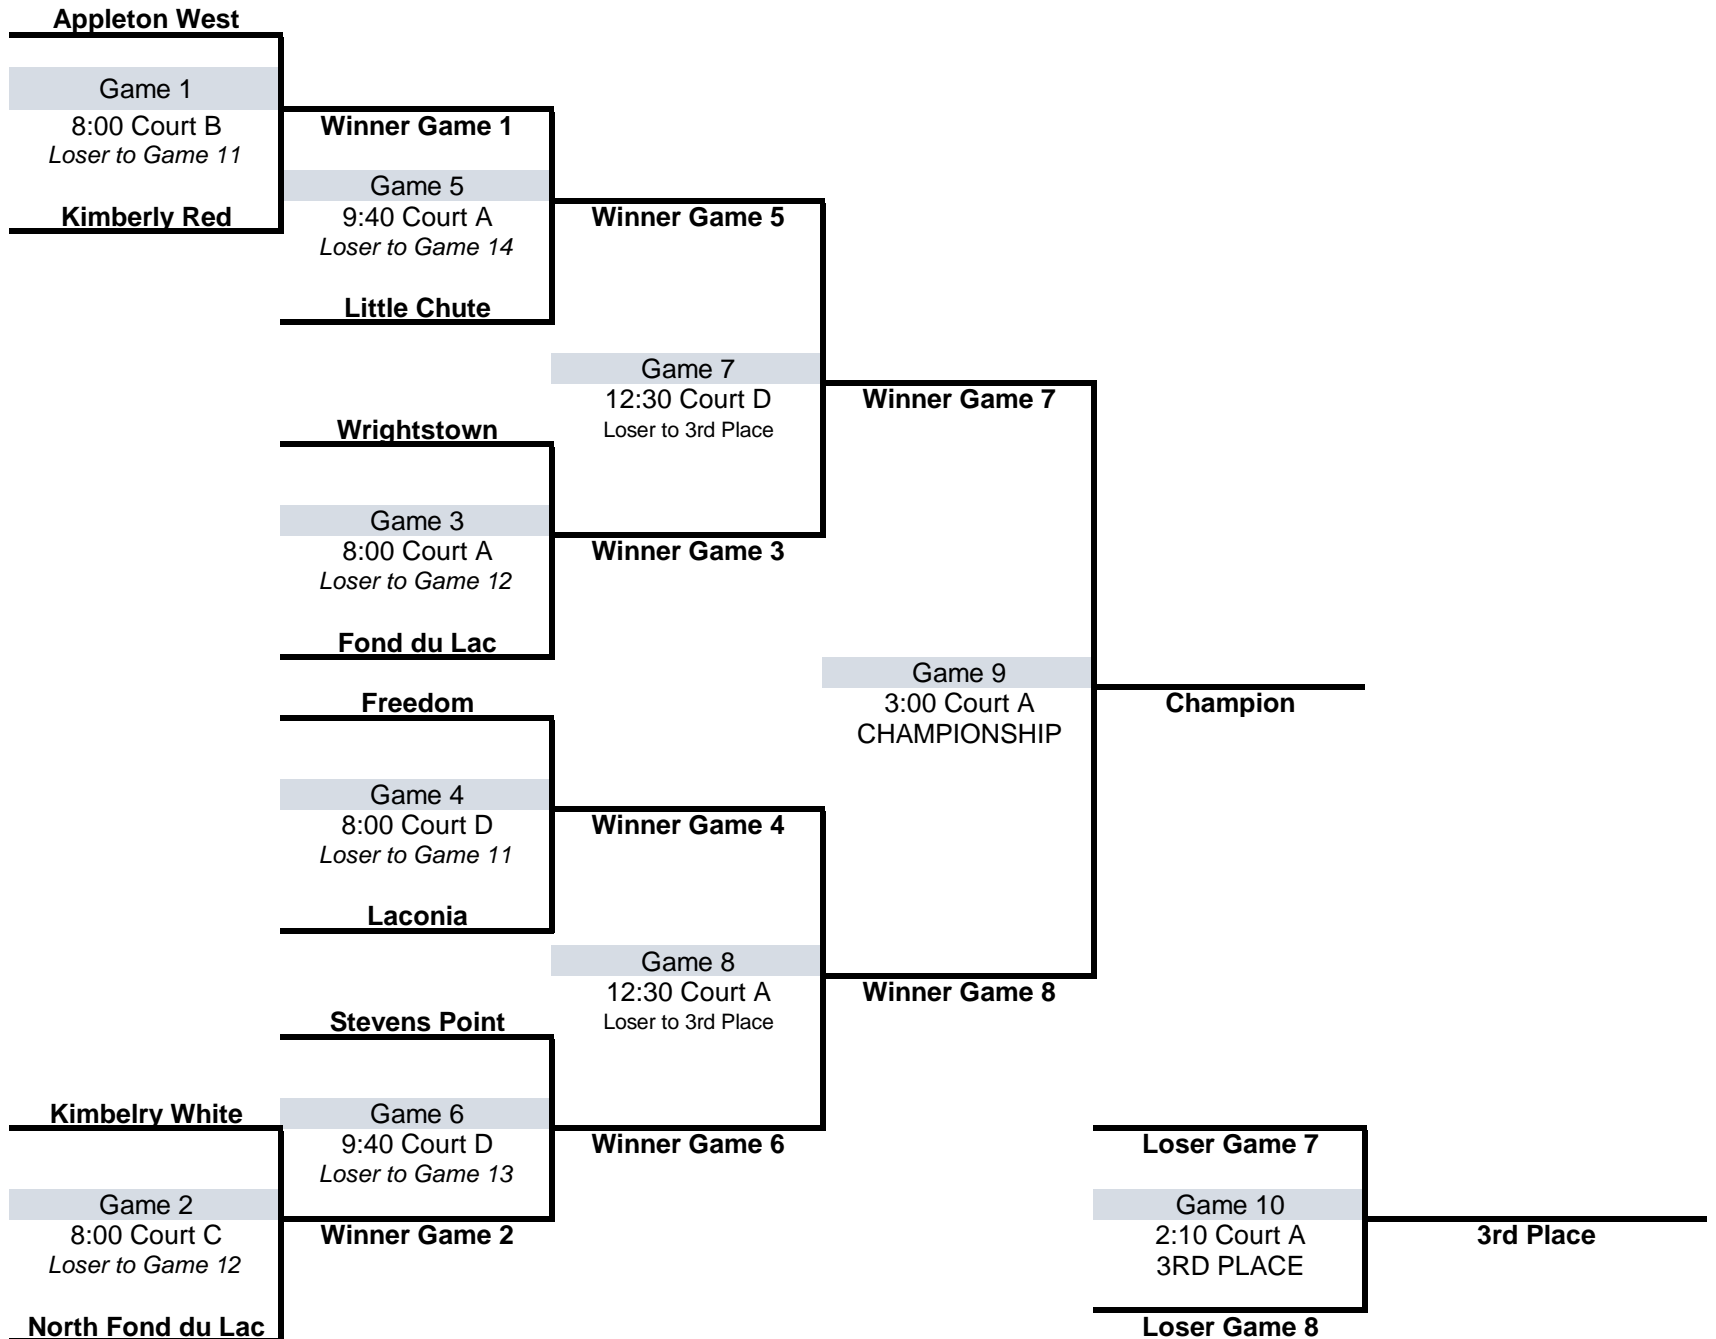 Appleton West
Game 1
8:00 Court B
Loser to Game 11
Kimberly Red
Winner Game 1
Game 5
9:40 Court A
Loser to Game 14
Little Chute
Winner Game 5
Game 7
12:30 Court D
Loser to 3rd Place
Winner Game 7
Wrightstown
Game 3
8:00 Court A
Loser to Game 12
Fond du Lac
Winner Game 3
Game 9
3:00 Court A
CHAMPIONSHIP
Champion
Freedom
Game 4
8:00 Court D
Loser to Game 11
Laconia
Winner Game 4
Game 8
12:30 Court A
Loser to 3rd Place
Winner Game 8
Stevens Point
Game 6
9:40 Court D
Loser to Game 13
Winner Game 6
Kimbelry White
Game 2
8:00 Court C
Loser to Game 12
North Fond du Lac
Winner Game 2
Loser Game 7
Game 10
2:10 Court A
3RD PLACE
Loser Game 8
3rd Place